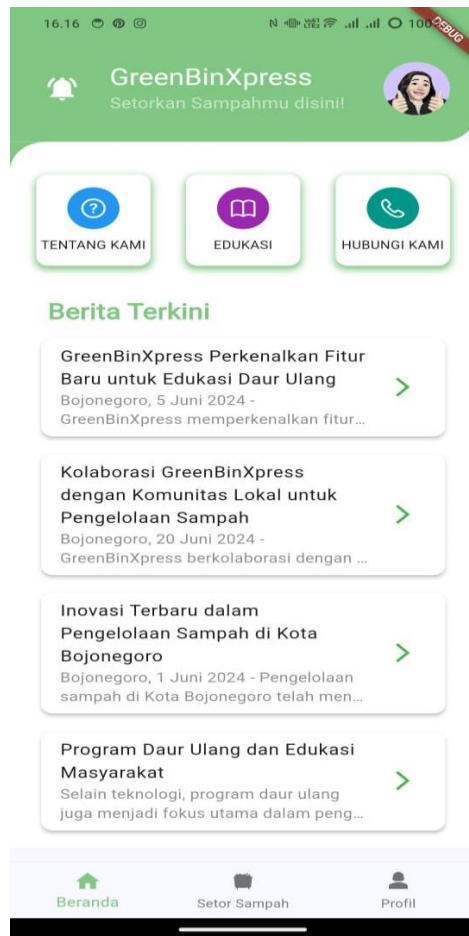 16.16
100
DEBUG
GreenBinXpress
Setorkan Sampahmu disini!
TENTANG KAMI
EDUKASI
HUBUNGI KAMI
Berita Terkini
GreenBinXpress Perkenalkan Fitur
Baru untuk Edukasi Daur Ulang
Bojonegoro, 5 Juni 2024 -
GreenBinXpress memperkenalkan fitur...
Kolaborasi GreenBinXpress
dengan Komunitas Lokal untuk
Pengelolaan Sampah
Bojonegoro, 20 Juni 2024 -
GreenBinXpress berkolaborasi dengan ...
Inovasi Terbaru dalam
Pengelolaan Sampah di Kota
Bojonegoro
Bojonegoro, 1 Juni 2024 - Pengelolaan
sampah di Kota Bojonegoro telah men...
Program Daur Ulang dan Edukasi
Masyarakat
Selain teknologi, program daur ulang
juga menjadi fokus utama dalam peng...
Beranda
Setor Sampah
Profil